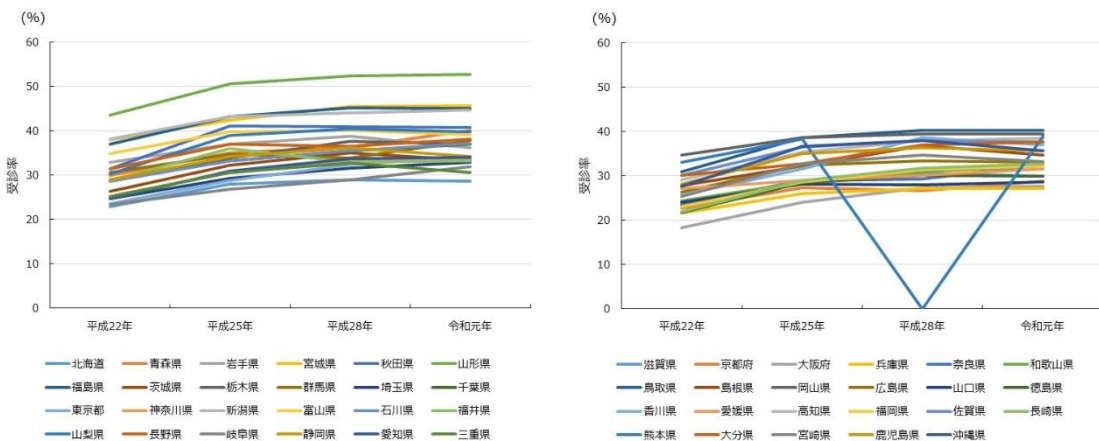 (%)
60
50
40
30
20
10
0
受診率
平成22年 平成25年 平成28年 令和元年
北海道 青森県 岩手県 宮城県 秋田県 山形県
福島県 茨城県 栃木県 群馬県 埼玉県 千葉県
東京都 神奈川県 新潟県 富山県 石川県 福井県
山梨県 長野県 岐阜県 静岡県 愛知県 三重県
(%)
60
50
40
30
20
10
0
受診率
平成22年 平成25年 平成28年 令和元年
滋賀県 京都府 大阪府 兵庫県 奈良県 和歌山県
鳥取県 島根県 岡山県 広島県 山口県 徳島県
香川県 愛媛県 高知県 福岡県 佐賀県 長崎県
熊本県 大分県 宮崎県 鹿児島県 沖縄県